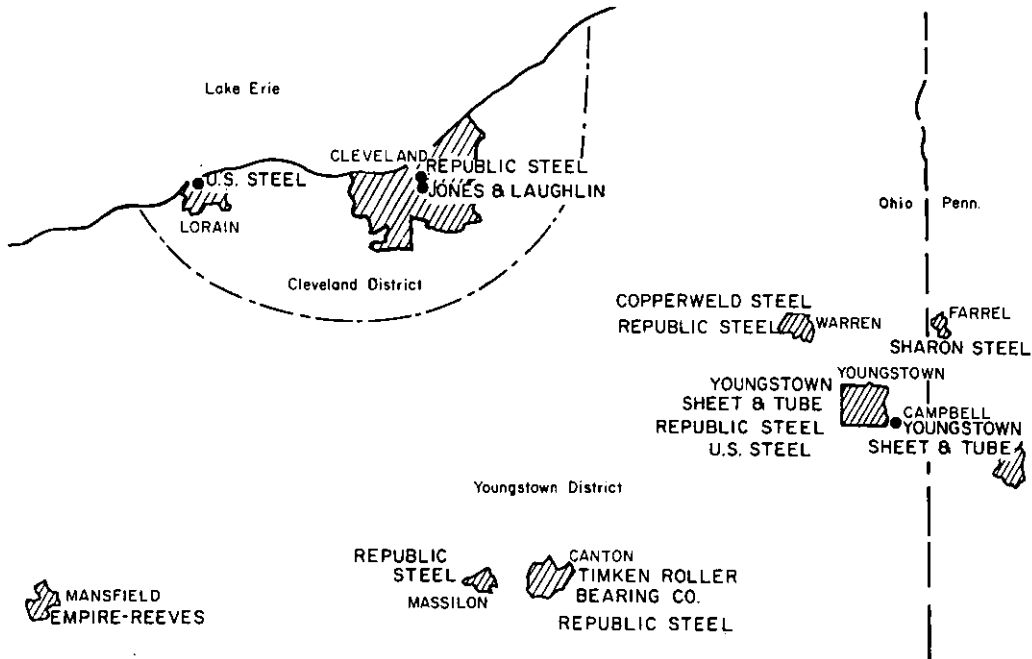 Lake Erie
CLEVELAND
REPUBLIC STEEL
JONES & LAUGHLIN
U.S. STEEL
LORAIN
Cleveland District
Ohio
Penn.
COPPERWELD STEEL
REPUBLIC STEEL
WARREN
FARREL
SHARON STEEL
YOUNGSTOWN
YOUNGSTOWN
SHEET & TUBE
REPUBLIC STEEL
U.S. STEEL
CAMPBELL
YOUNGSTOWN
SHEET & TUBE
Youngstown District
REPUBLIC
STEEL
MASSILON
CANTON
TIMKEN ROLLER
BEARING CO.
REPUBLIC STEEL
MANSFIELD
EMPIRE-REEVES